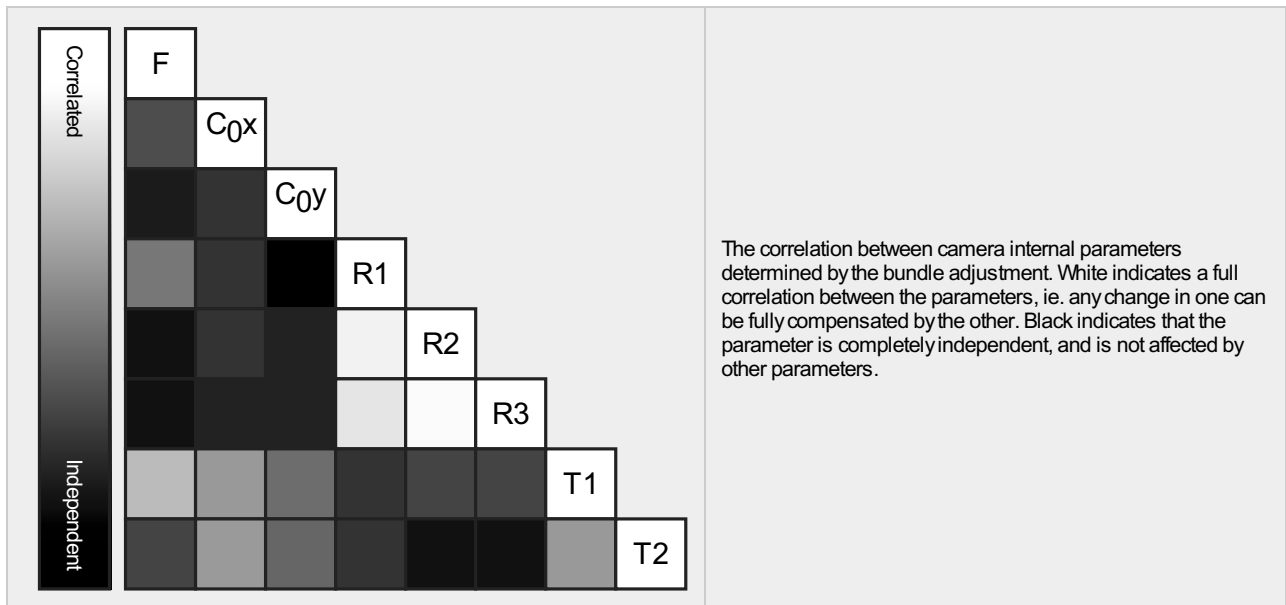 Correlated
Independent
F
C0x
C0y
R1
R2
R3
T1
T2
The correlation between camera internal parameters
determined by the bundle adjustment. White indicates a full
correlation between the parameters, ie. any change in one can
be fully compensated by the other. Black indicates that the
parameter is completely independent, and is not affected by
other parameters.